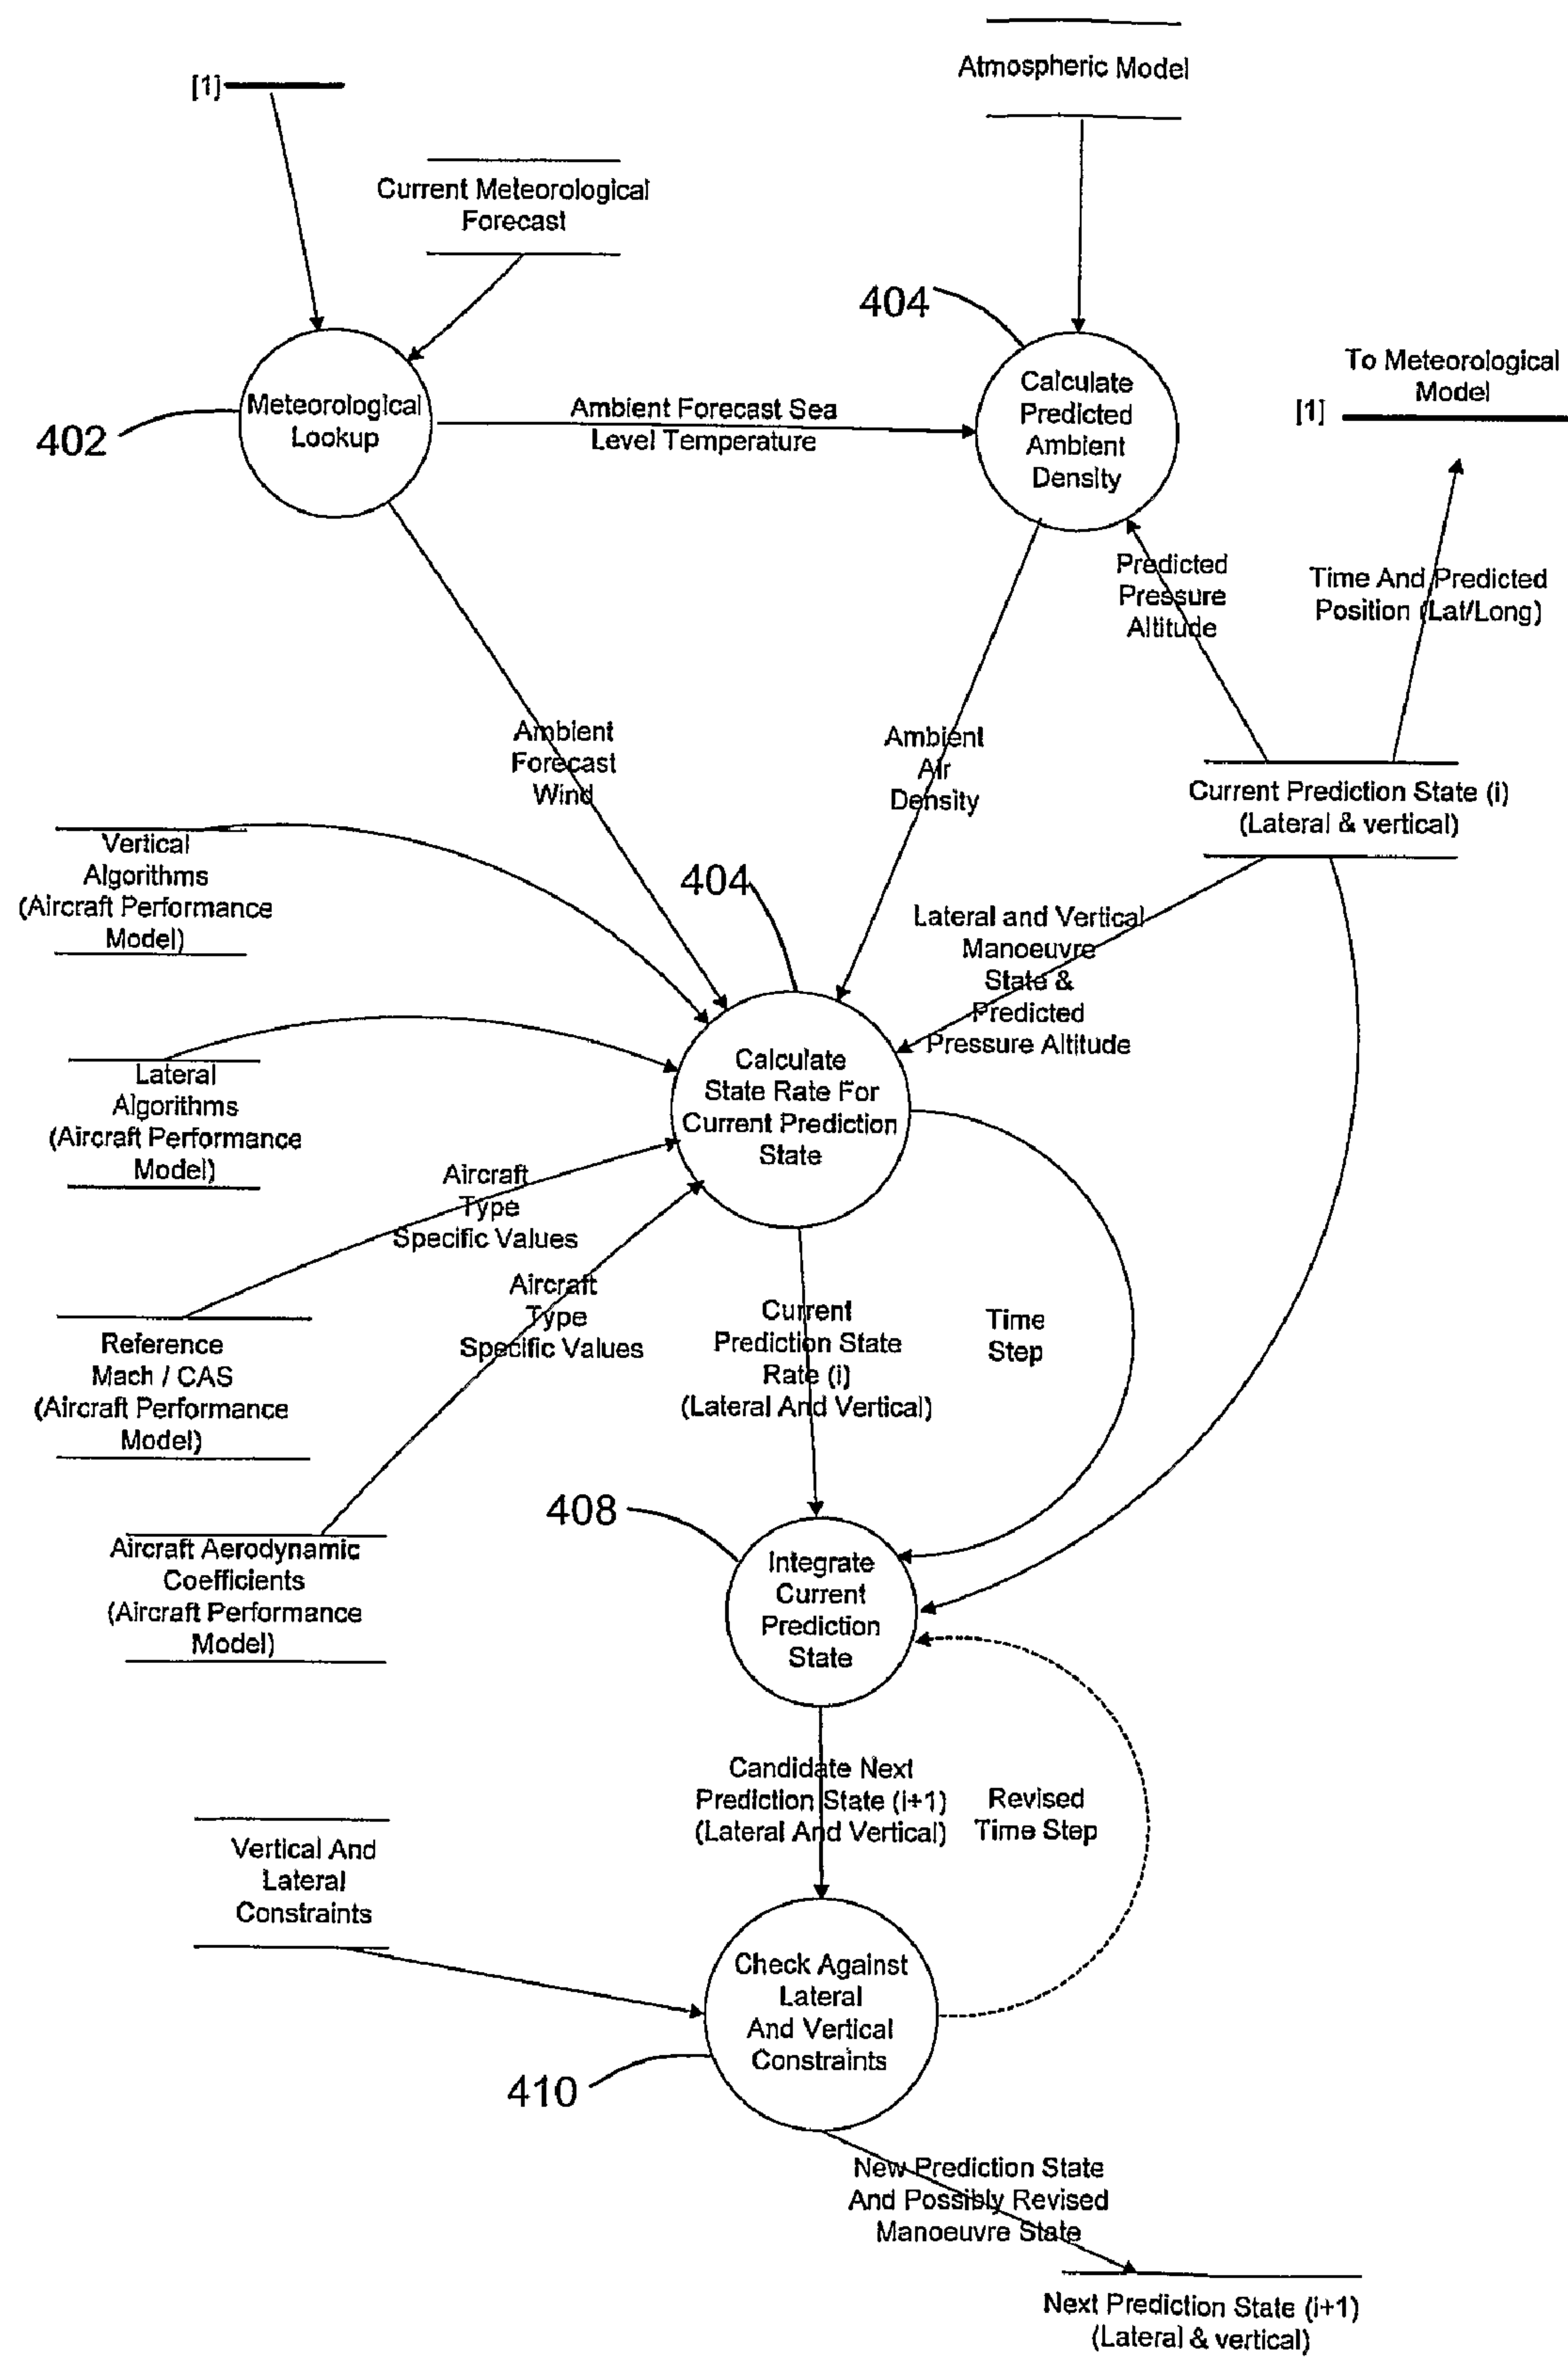 Atmospheric Model
[1]
Current Meteorological
Forecast
404
To Meteorological
Model
[1]
Meteorological
Lookup
402
Ambient Forecast Sea
Level Temperature
Calculate
Predicted
Ambient
Density
Predicted
Pressure
Altitude
Time And Predicted
Position (Lat/Long)
Ambient
Forecast
Wind
Ambient
Air
Density
Current Prediction State (i)
(Lateral & vertical)
Vertical
Algorithms
(Aircraft Performance
Model)
404
Lateral and Vertical
Manoeuvre
State &
Predicted
Pressure Altitude
Lateral
Algorithms
(Aircraft Performance
Model)
Calculate
State Rate For
Current Prediction
State
Aircraft
Type
Specific Values
Aircraft
Type
Specific Values
Reference
Mach / CAS
(Aircraft Performance
Model)
Current
Prediction State
Rate (i)
(Lateral And Vertical)
Time
Step
408
Aircraft Aerodynamic
Coefficients
(Aircraft Performance
Model)
Integrate
Current
Prediction
State
Candidate Next
Prediction State (i+1)
(Lateral And Vertical)
Revised
Time Step
Vertical And
Lateral
Constraints
Check Against
Lateral
And Vertical
Constraints
410
New Prediction State
And Possibly Revised
Manoeuvre State
Next Prediction State (i+1)
(Lateral & vertical)